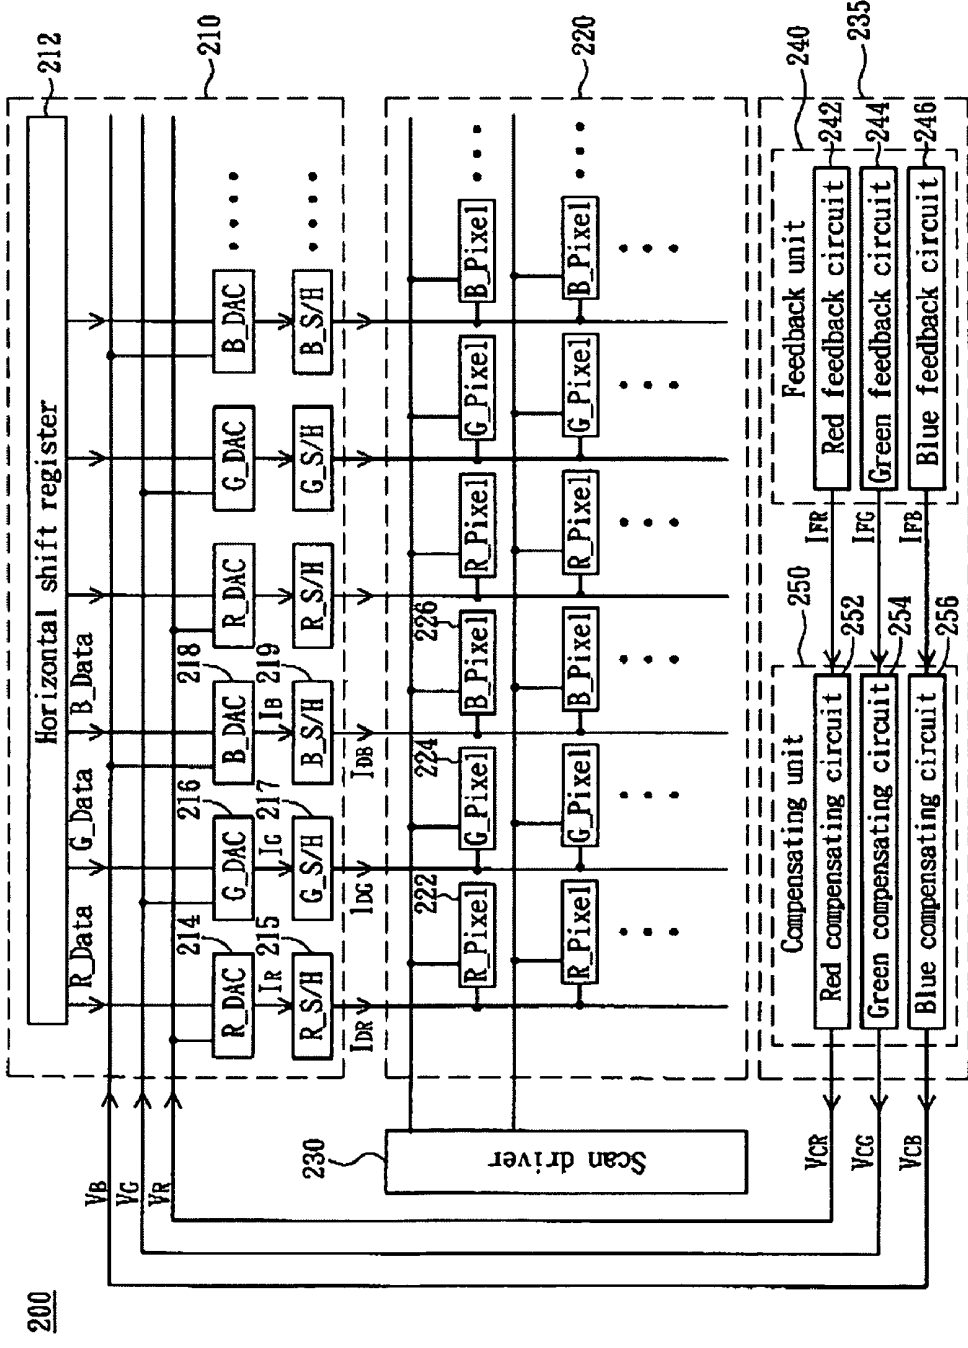 200
212
210
220
240
235
Horizontal shift register
R_Data
G_Data
B_Data
VB
VG
VR
214
216
218
R_DAC
G_DAC
B_DAC
R_DAC
G_DAC
B_DAC
IR
IG
IB
215
217
219
R_S/H
G_S/H
B_S/H
R_S/H
G_S/H
B_S/H
IDR
IDG
IDB
230
Scan driver
222
224
226
R_Pixel
G_Pixel
B_Pixel
R_Pixel
G_Pixel
B_Pixel
R_Pixel
G_Pixel
B_Pixel
R_Pixel
G_Pixel
B_Pixel
250
Compensating unit
Feedback unit
VCR
Red compensating circuit
252
IFR
Red feedback circuit
242
VCG
Green compensating circuit
254
IFG
Green feedback circuit
244
VCB
Blue compensating circuit
256
IFB
Blue feedback circuit
246